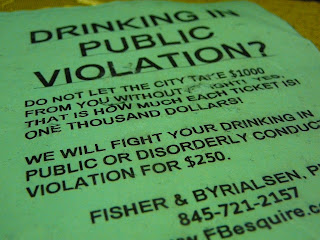 DRINKING IN
PUBLIC
VIOLATION?
DO NOT LET THE CITY TAKE $1000
FROM YOU WITHOUT A FIGHT! YES,
THAT IS HOW MUCH EACH TICKET IS!
ONE THOUSAND DOLLARS!
WE WILL FIGHT YOUR DRINKING IN
PUBLIC OR DISORDERLY CONDUC
VIOLATION FOR $250.
FISHER & BYRIALSEN, P
845-721-2157
FBesquire.co